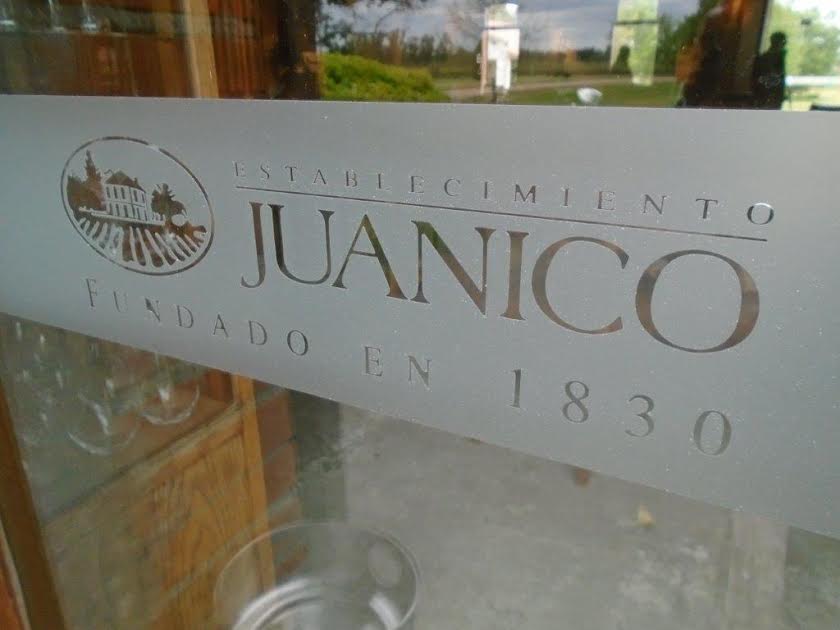 ESTABLECIMIENTO
JUANICO
FUNDADO EN 1830